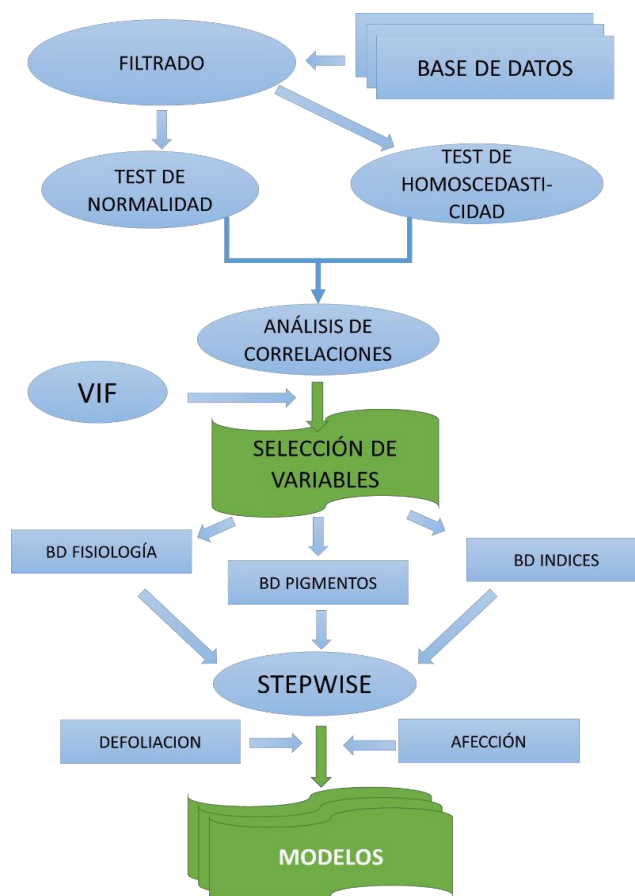 FILTRADO
BASE DE DATOS
TEST DE
NORMALIDAD
TEST DE
HOMOSCEDASTI-
CIDAD
ANÁLISIS DE
CORRELACIONES
VIF
SELECCIÓN DE
VARIABLES
BD FISIOLOGÍA
BD PIGMENTOS
BD INDICES
STEPWISE
DEFOLIACION
AFECCIÓN
MODELOS